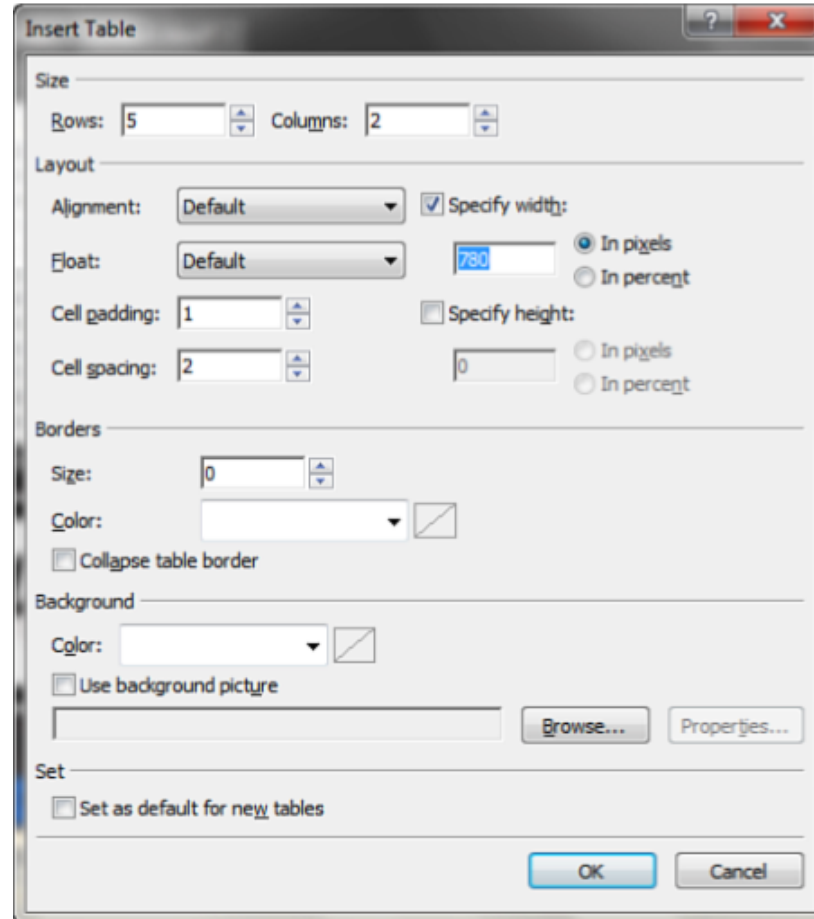 Insert Table
Size
Rows: 5 Columns: 2
Layout
Alignment: Default Specify width:
Float: Default 780 In pixels
In percent
Cell padding: 1 Specify height:
Cell spacing: 2 0 In pixels
In percent
Borders
Size: 0
Color:
Collapse table border
Background
Color:
Use background picture
Browse... Properties...
Set
Set as default for new tables
OK Cancel